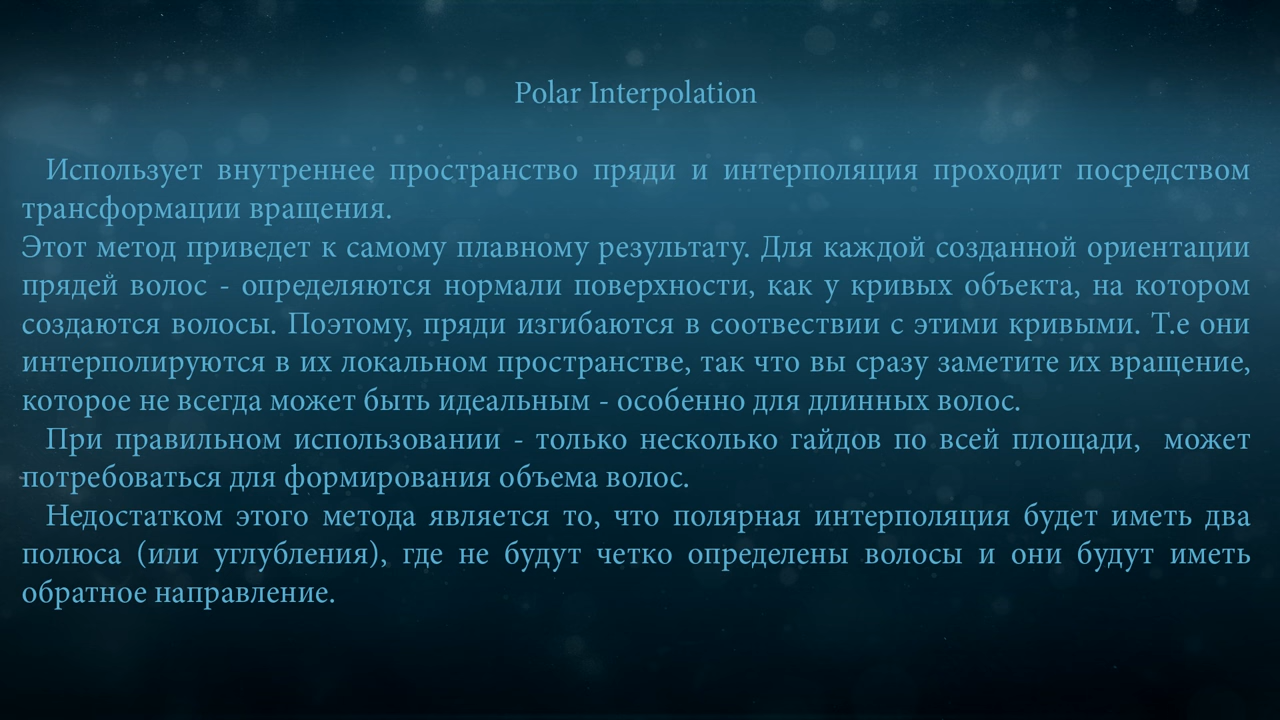 Polar Interpolation
Использует внутреннее пространство пряди и интерполяция проходит посредством
трансформации вращения.
Этот метод приведет к самому плавному результату. Для каждой созданной ориентации
прядей волос - определяются нормали поверхности, как у кривых объекта, на котором
создаются волосы. Поэтому, пряди изгибаются в соотвествии с этими кривыми. Т.е они
интерполируются в их локальном пространстве, так что вы сразу заметите их вращение,
которое не всегда может быть идеальным - особенно для длинных волос.
При правильном использовании - только несколько гайдов по всей площади, может
потребоваться для формирования объема волос.
Недостатком этого метода является то, что полярная интерполяция будет иметь два
полюса (или углубления), где не будут четко определены волосы и они будут иметь
обратное направление.